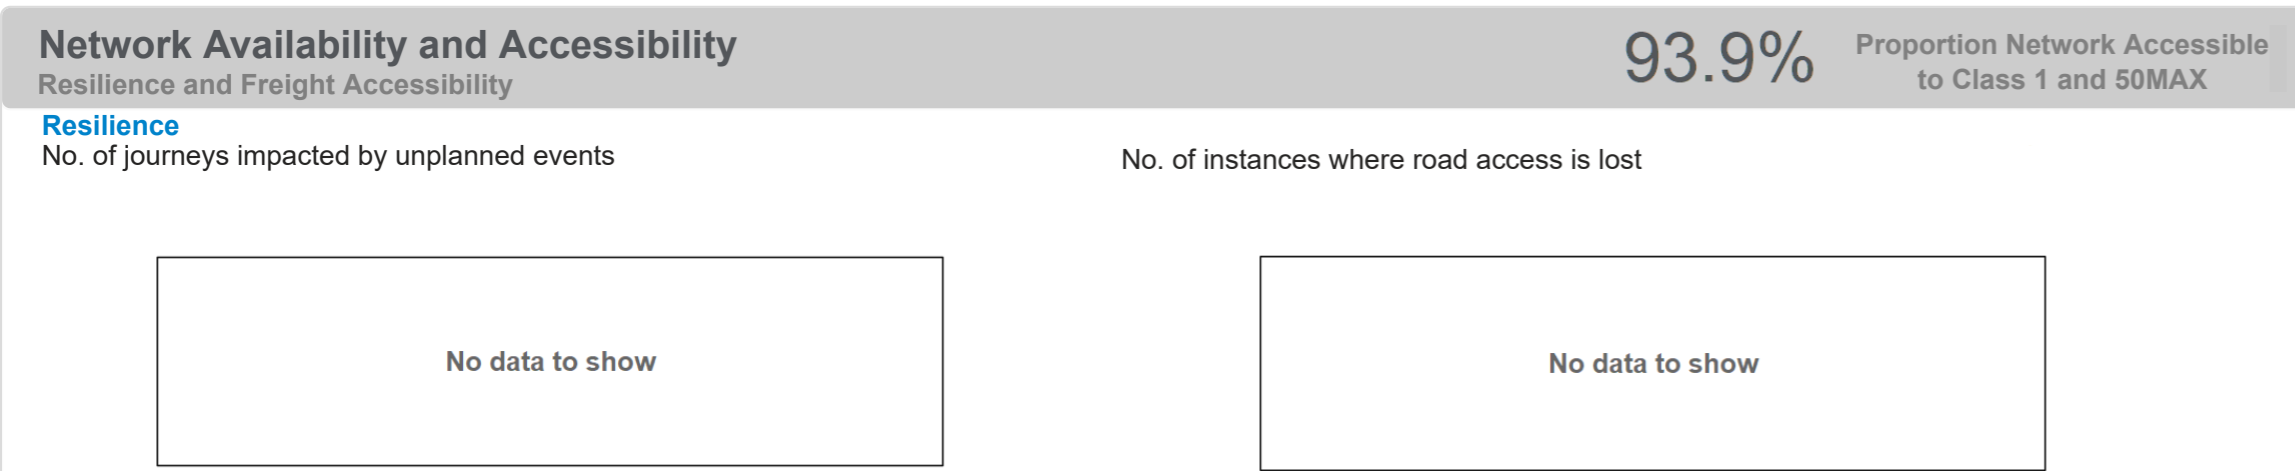 Network Availability and Accessibility
Resilience and Freight Accessibility
93.9%
Proportion Network Accessible
to Class 1 and 50MAX
Resilience
No. of journeys impacted by unplanned events
No. of instances where road access is lost
No data to show
No data to show